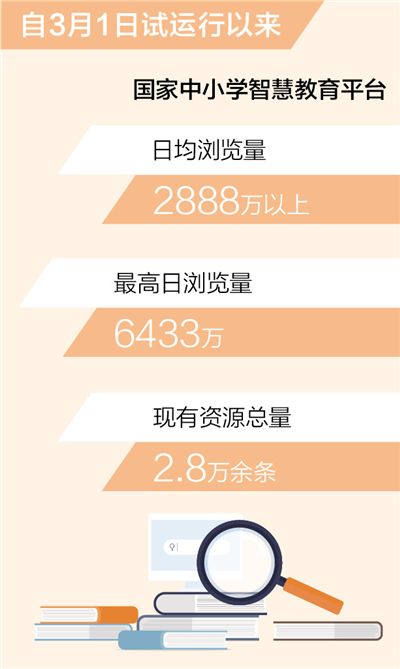 自3月1日试运行以来
国家中小学智慧教育平台
日均浏览量
2888万以上
最高日浏览量
6433万
现有资源总量
2.8万余条